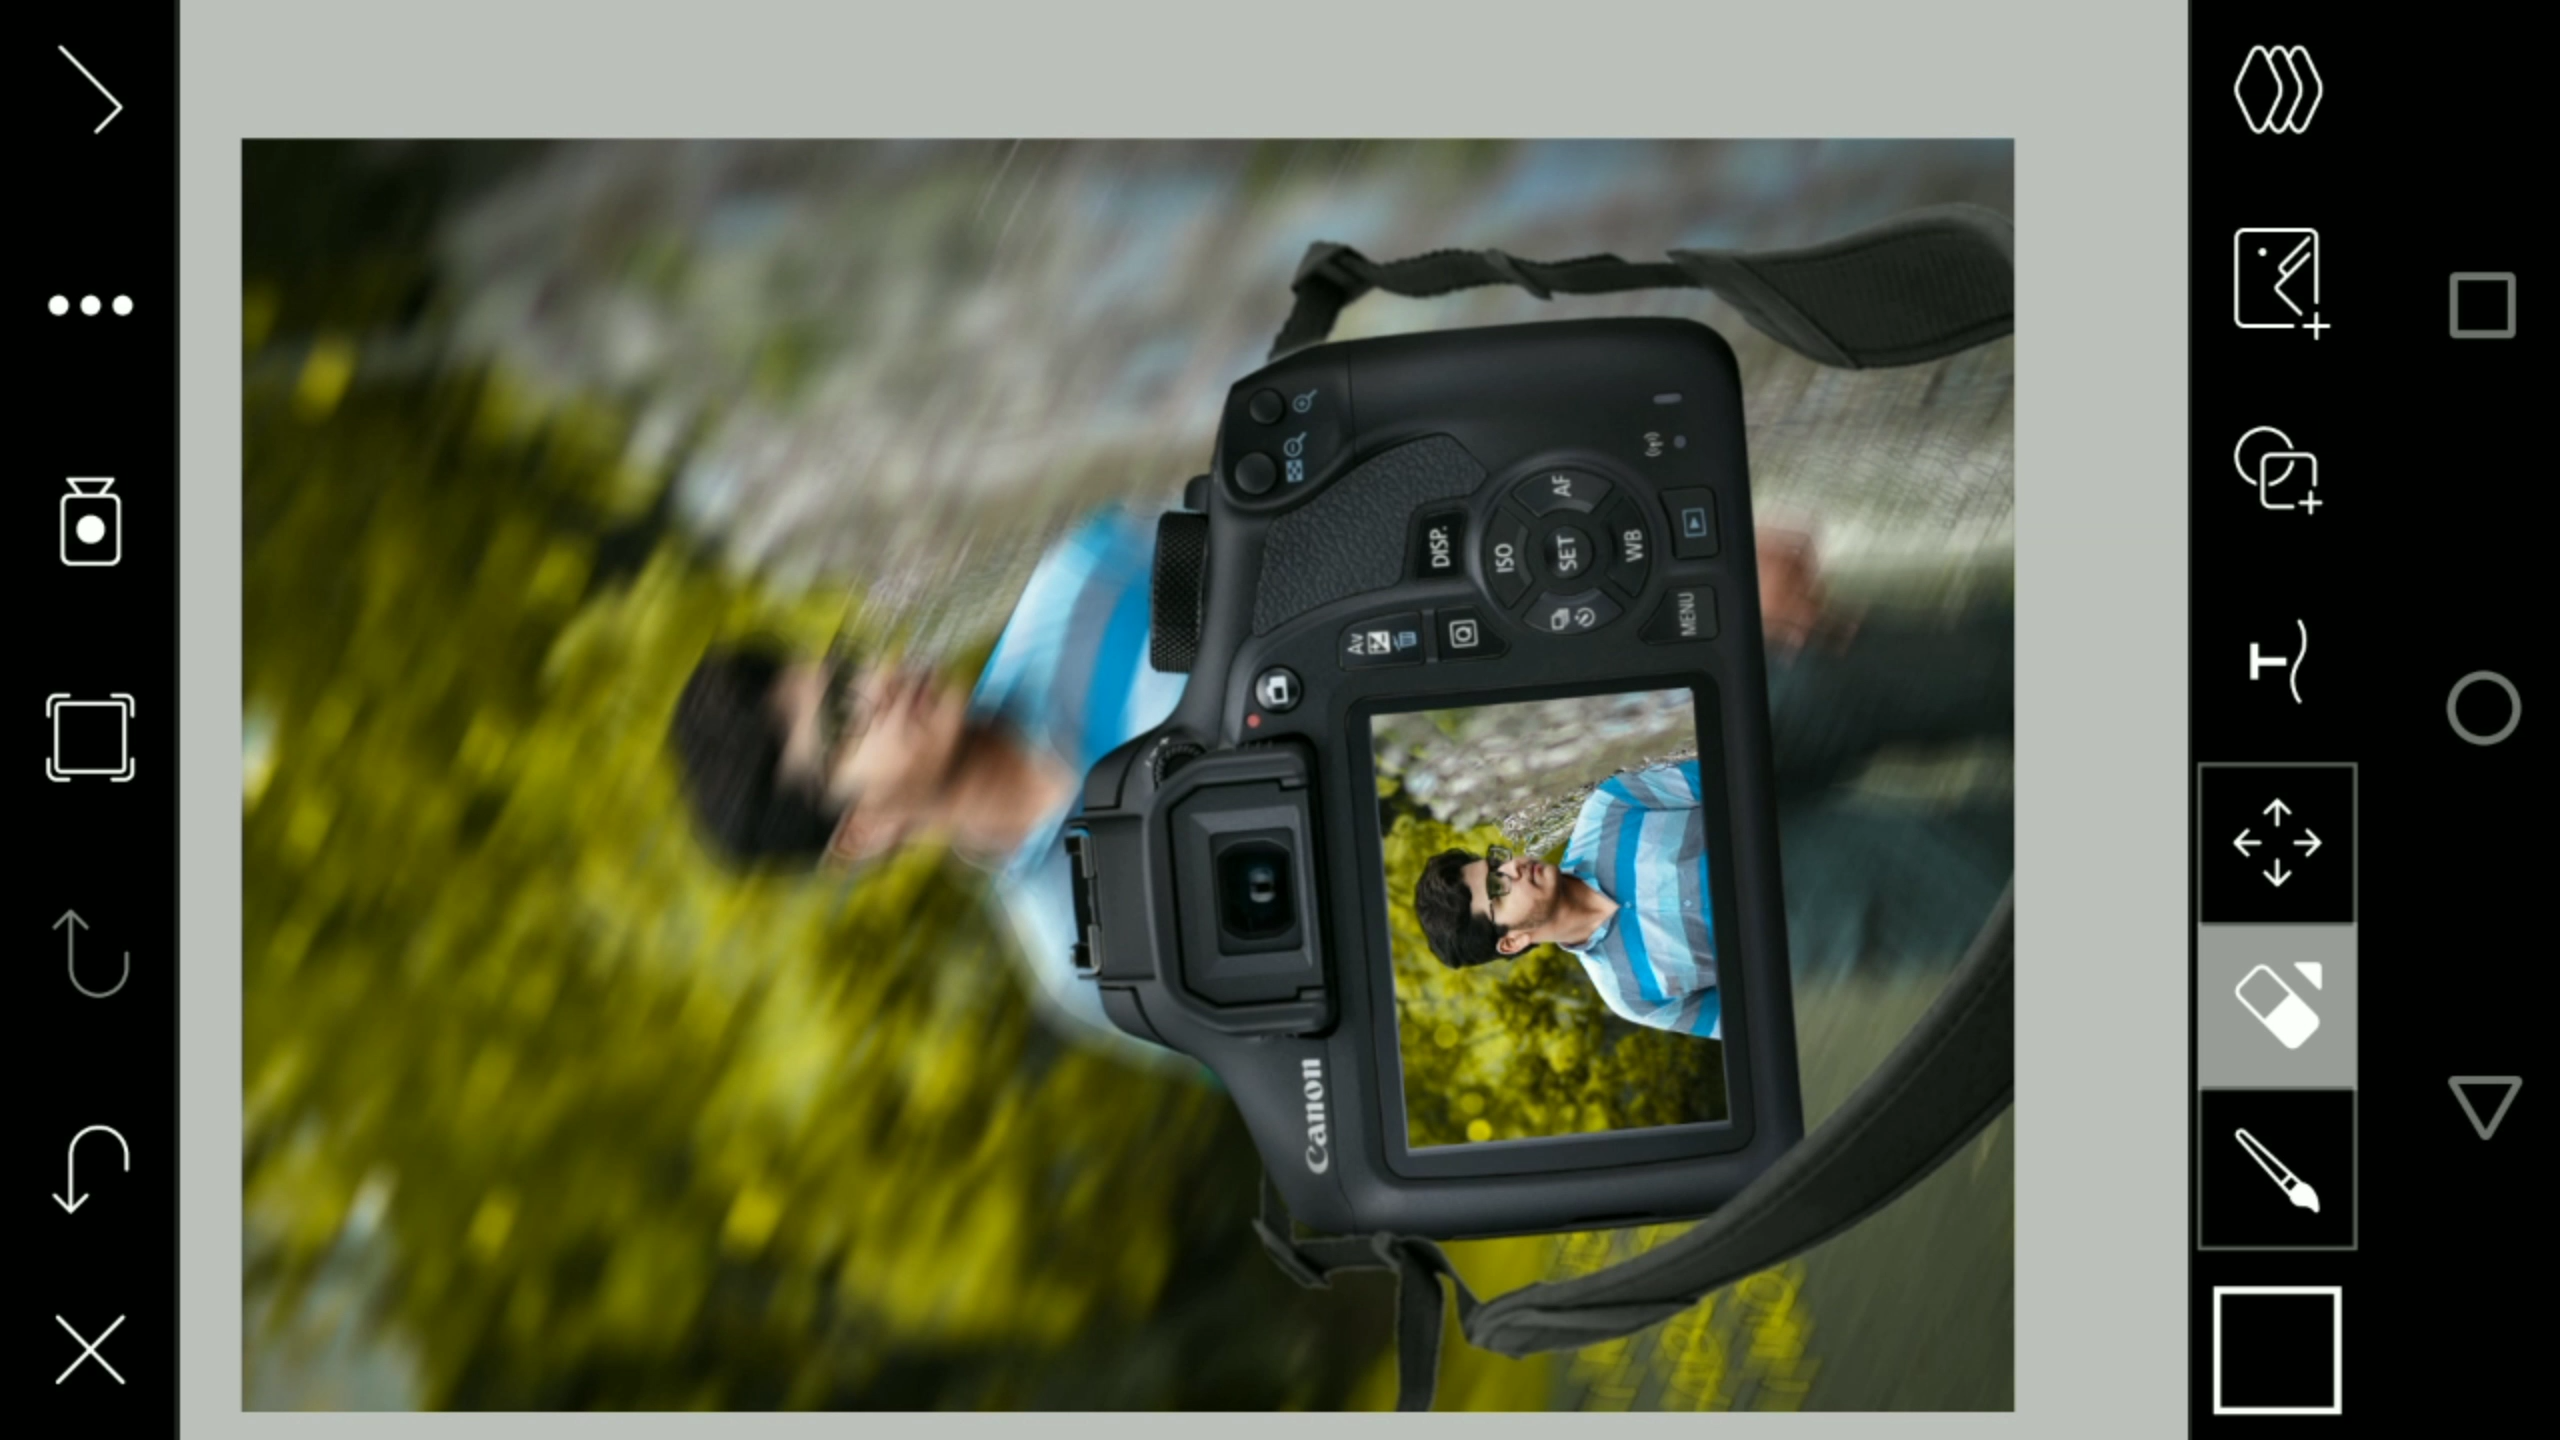 Canon
MENU
DISP.
AF
ISO
SET
WB
Av
Q
T